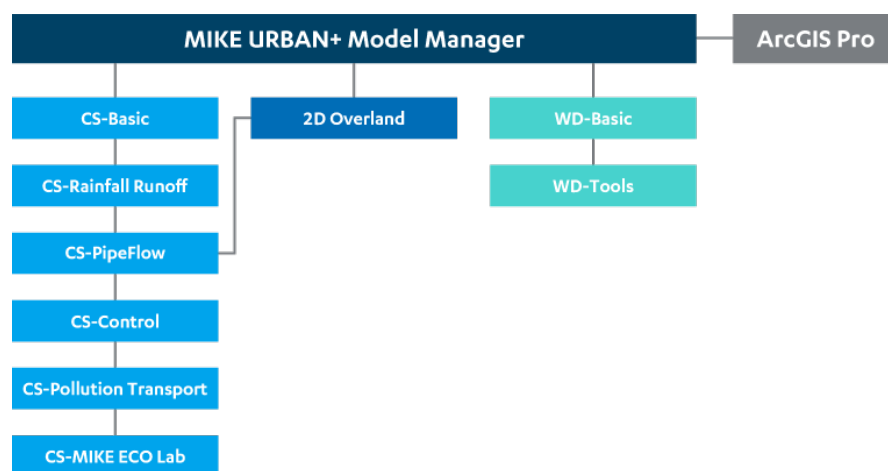 MIKE URBAN+ Model Manager
ArcGIS Pro
CS-Basic
2D Overland
WD-Basic
CS-Rainfall Runoff
WD-Tools
CS-PipeFlow
CS-Control
CS-Pollution Transport
CS-MIKE ECO Lab